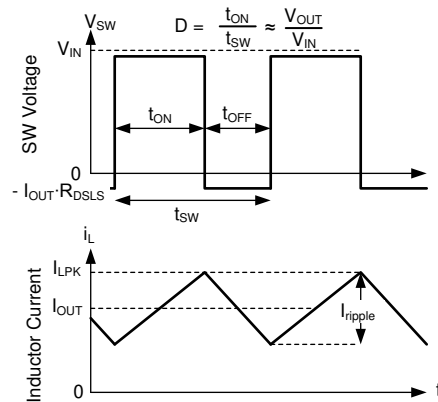 V_SW
D = t_ON / t_SW ≈ V_OUT / V_IN
V_IN
SW Voltage
t_ON
t_OFF
0
- I_OUT·R_DSLS
t_SW
i_L
I_LPK
I_OUT
I_ripple
Inductor Current
0
t